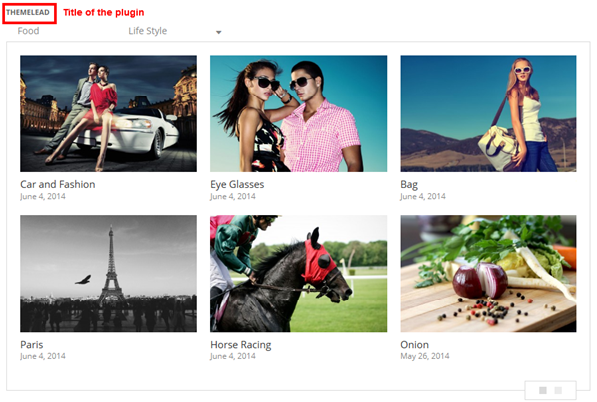 THEMELEAD Title of the plugin
Food Life Style
Car and Fashion Eye Glasses Bag
June 4, 2014 June 4, 2014 June 4, 2014
Paris Horse Racing Onion
June 4, 2014 June 4, 2014 May 26, 2014